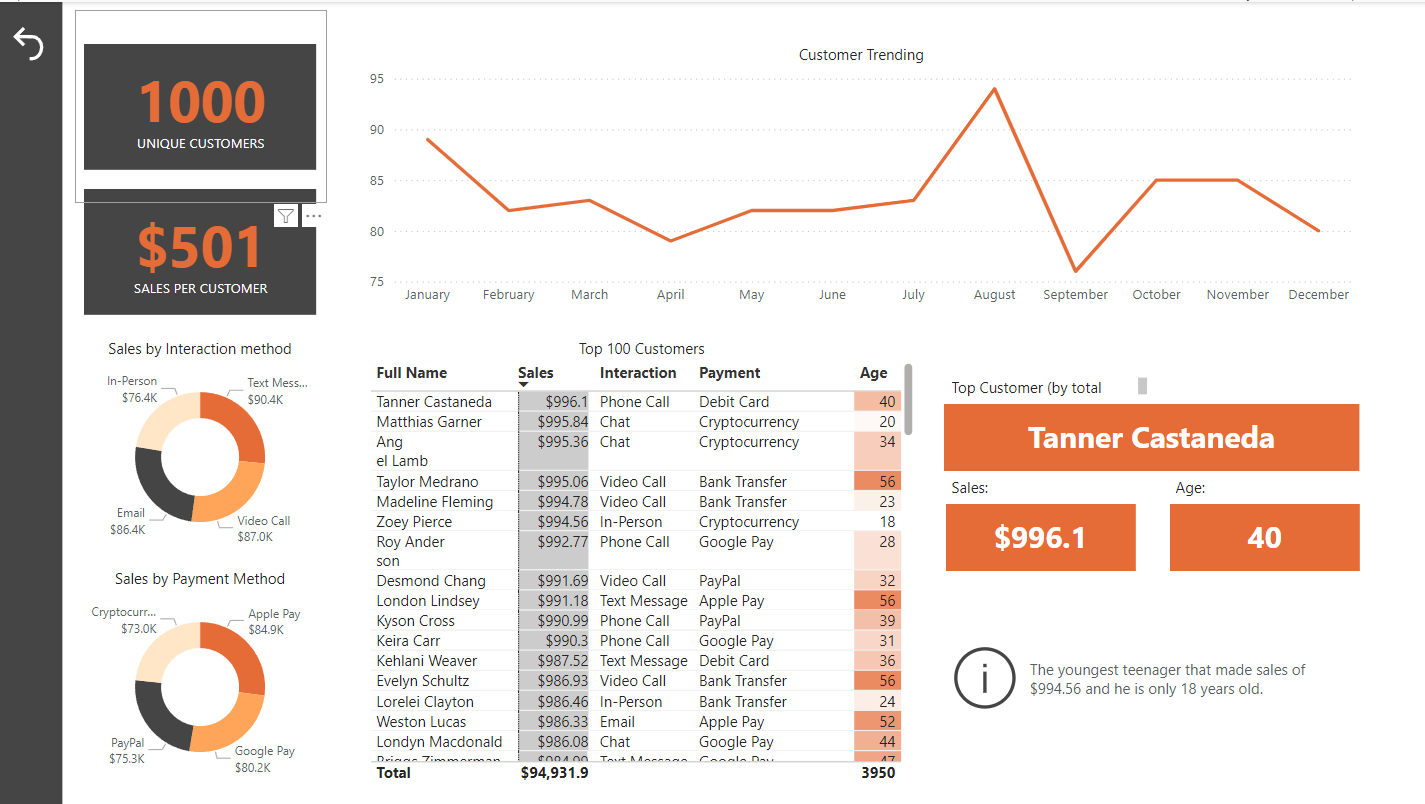 1000
UNIQUE CUSTOMERS
$501
SALES PER CUSTOMER
Customer Trending
95
90
85
80
75
January February March April May June July August September October November December
Sales by Interaction method
In-Person
$76.4K
Text Mess...
$90.4K
Email
$86.4K
Video Call
$87.0K
Sales by Payment Method
Cryptocurr...
$73.0K
Apple Pay
$84.9K
PayPal
$75.3K
Google Pay
$80.2K
Top 100 Customers
Full Name Sales Interaction Payment Age
Tanner Castaneda $996.1 Phone Call Debit Card 40
Matthias Garner $995.84 Chat Cryptocurrency 20
Ang $995.36 Chat Cryptocurrency 34
el Lamb
Taylor Medrano $995.06 Video Call Bank Transfer 56
Madeline Fleming $994.78 Video Call Bank Transfer 23
Zoey Pierce $994.56 In-Person Cryptocurrency 18
Roy Ander $992.77 Phone Call Google Pay 28
son
Desmond Chang $991.69 Video Call PayPal 32
London Lindsey $991.18 Text Message Apple Pay 56
Kyson Cross $990.99 Phone Call PayPal 39
Keira Carr $990.3 Phone Call Google Pay 31
Kehlani Weaver $987.52 Text Message Debit Card 36
Evelyn Schultz $986.93 Video Call Bank Transfer 56
Lorelei Clayton $986.46 In-Person Bank Transfer 24
Weston Lucas $986.33 Email Apple Pay 52
Londyn Macdonald $986.08 Chat Google Pay 44
Briggs Zimmerman $984.99 Text Message Google Pay 47
Total $94,931.9 3950
Top Customer (by total
Tanner Castaneda
Sales:
Age:
$996.1
40
The youngest teenager that made sales of
$994.56 and he is only 18 years old.